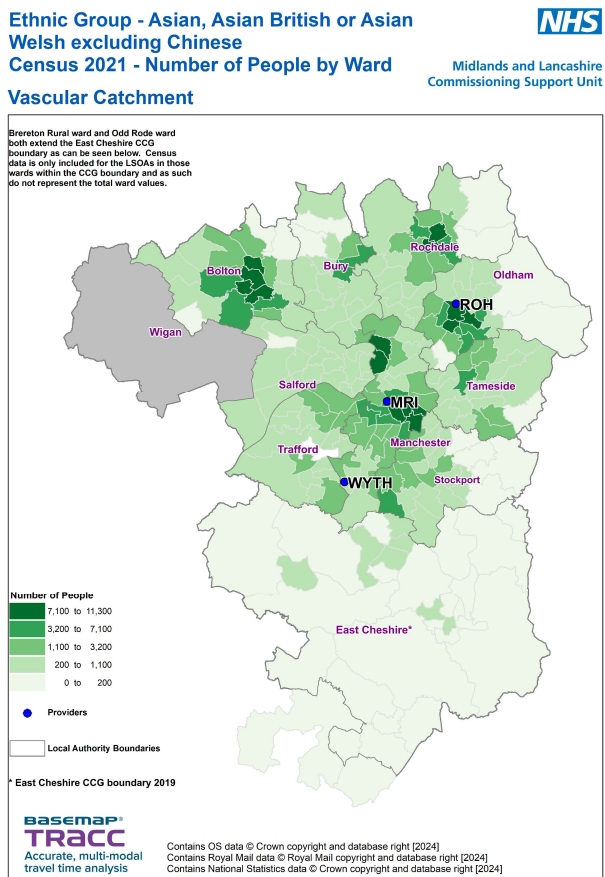 Ethnic Group - Asian, Asian British or Asian
Welsh excluding Chinese
Census 2021 - Number of People by Ward
Vascular Catchment
NHS
Midlands and Lancashire
Commissioning Support Unit
Brereton Rural ward and Odd Rode ward
both extend the East Cheshire CCG
boundary as can be seen below. Census
data is only included for the LSOAs in those
wards within the CCG boundary and as such
do not represent the total ward values.
Rochdale
Bury
Bolton
Oldham
ROH
Wigan
Salford
Tameside
MRI
Manchester
Trafford
Stockport
WYTH
East Cheshire*
Number of People
7,100 to 11,300
3,200 to 7,100
1,100 to 3,200
200 to 1,100
0 to 200
Providers
Local Authority Boundaries
* East Cheshire CCG boundary 2019
BASEMAP®
TRACC
Accurate, multi-modal
travel time analysis
Contains OS data © Crown copyright and database right [2024]
Contains Royal Mail data © Royal Mail copyright and database right [2024]
Contains National Statistics data © Crown copyright and database right [2024]